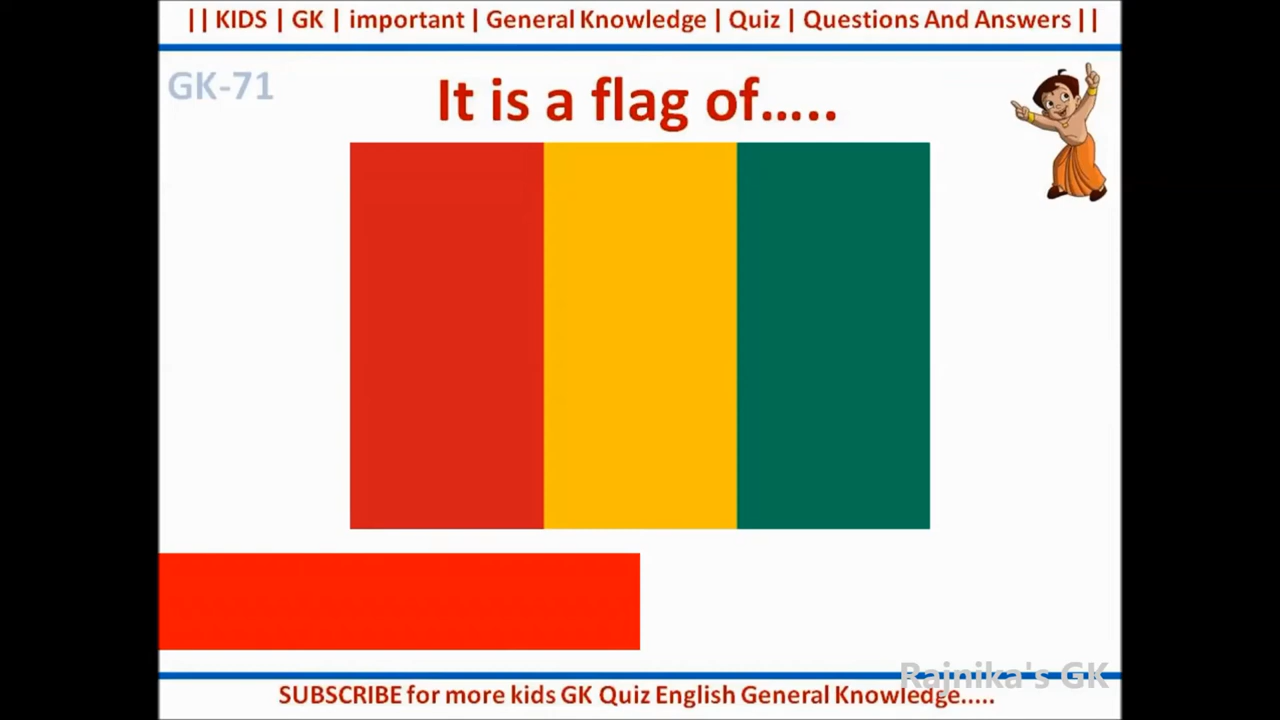 || KIDS | GK | important | General Knowledge | Quiz | Questions And Answers ||
GK-71
It is a flag of.....
Rajnika's GK
SUBSCRIBE for more kids GK Quiz English General Knowledge.....